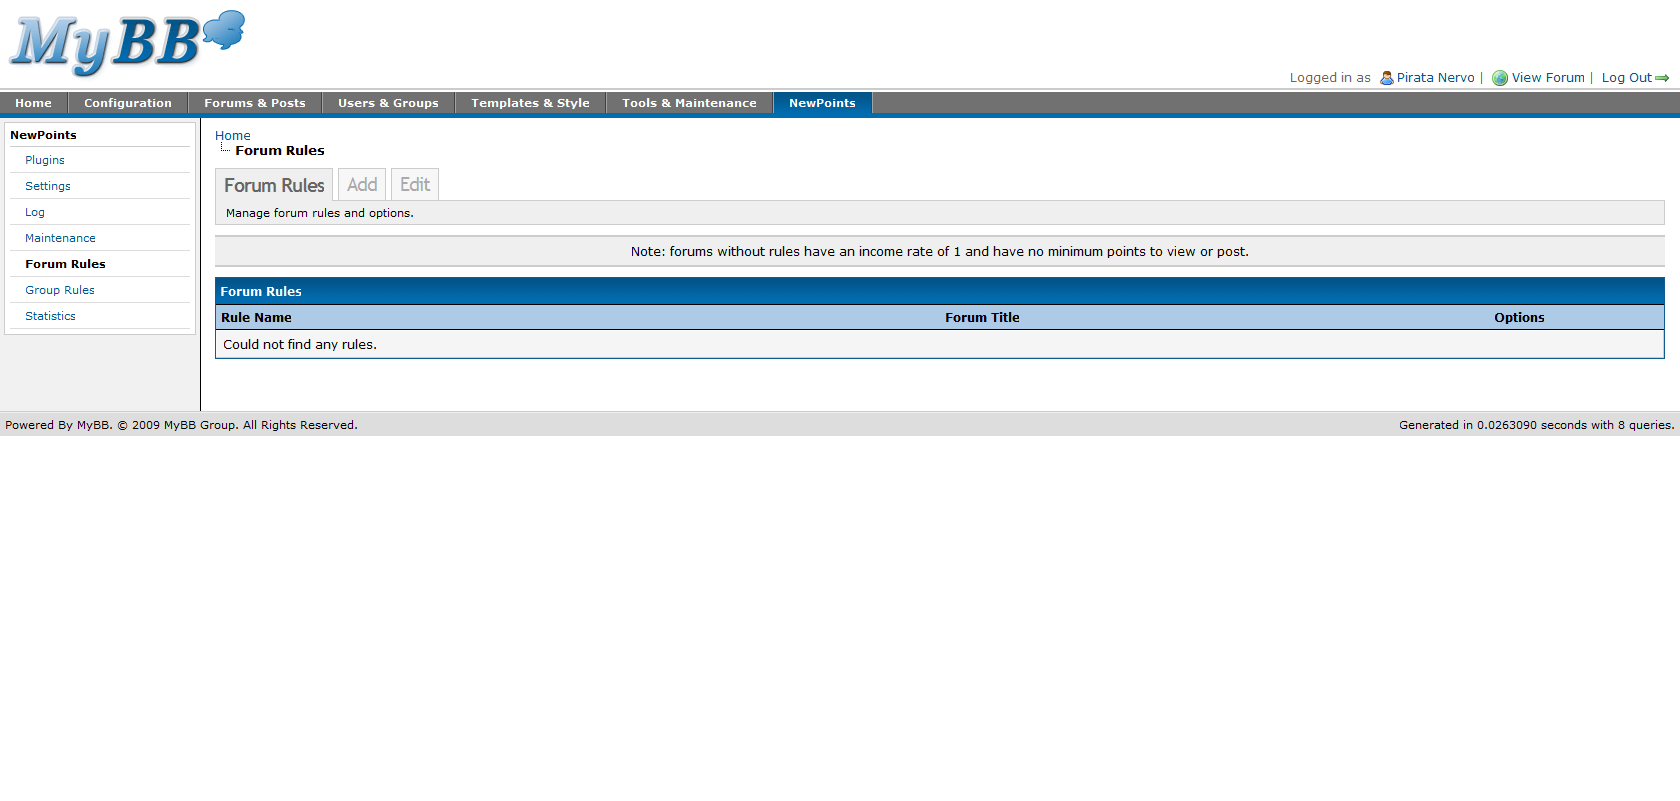 MyBB
Logged in as Pirata Nervo | View Forum | Log Out
Home Configuration Forums & Posts Users & Groups Templates & Style Tools & Maintenance NewPoints
NewPoints
Plugins
Settings
Log
Maintenance
Forum Rules
Group Rules
Statistics
Home
Forum Rules
Forum Rules Add Edit
Manage forum rules and options.
Note: forums without rules have an income rate of 1 and have no minimum points to view or post.
Forum Rules
Rule Name Forum Title Options
Could not find any rules.
Powered By MyBB. © 2009 MyBB Group. All Rights Reserved. Generated in 0.0263090 seconds with 8 queries.